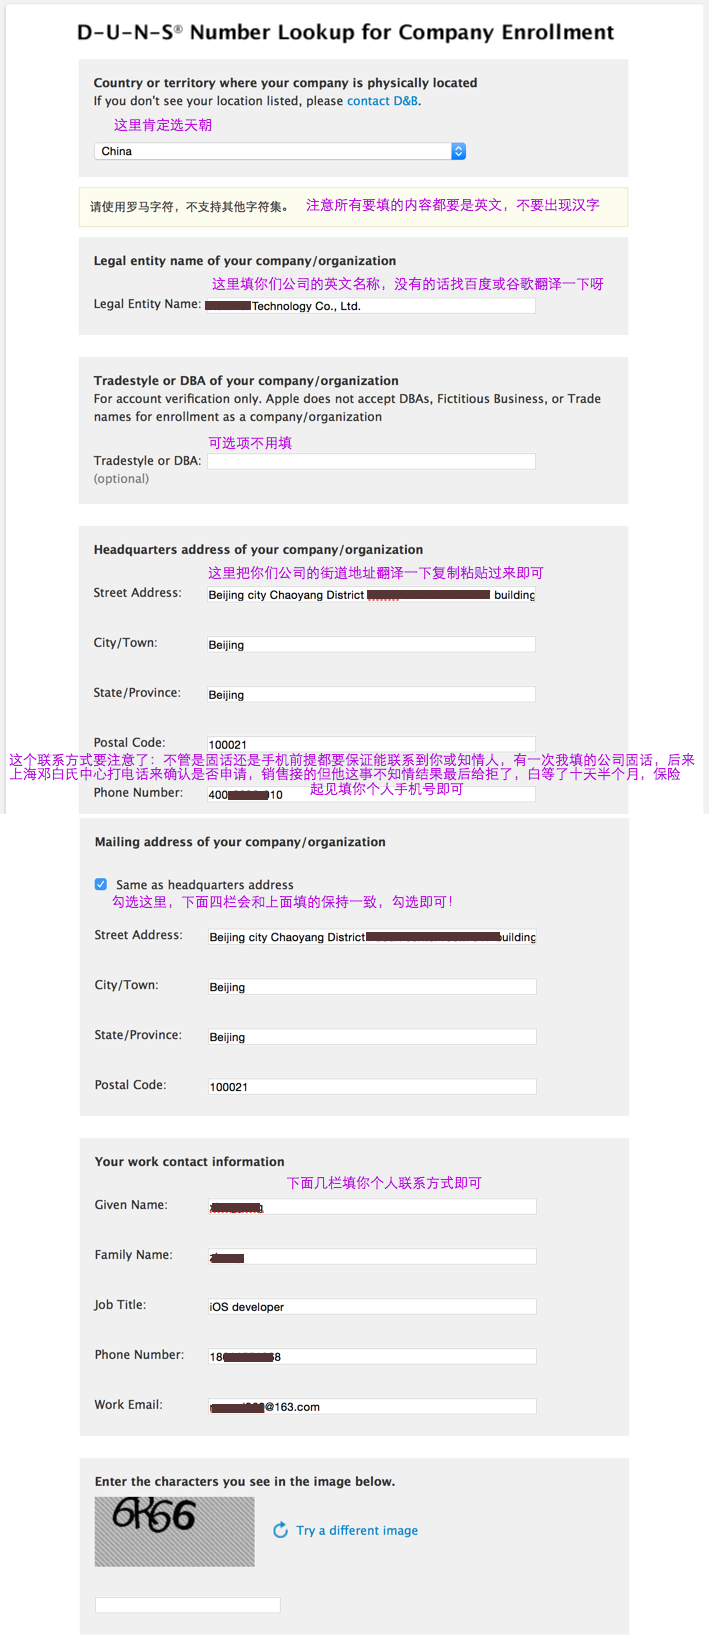 D-U-N-S® Number Lookup for Company Enrollment
Country or territory where your company is physically located
If you don't see your location listed, please contact D&B.
这里肯定选天朝
China
请使用罗马字符，不支持其他字符集。 注意所有要填的内容都要是英文，不要出现汉字
Legal entity name of your company/organization
这里填你们公司的英文名称，没有的话找百度或谷歌翻译一下呀
Legal Entity Name: Technology Co., Ltd.
Tradestyle or DBA of your company/organization
For account verification only. Apple does not accept DBAs, Fictitious Business, or Trade
names for enrollment as a company/organization
可选项不用填
Tradestyle or DBA:
(optional)
Headquarters address of your company/organization
这里把你们公司的街道地址翻译一下复制粘贴过来即可
Street Address: Beijing city Chaoyang District building
City/Town: Beijing
State/Province: Beijing
Postal Code: 100021
这个联系方式要注意了：不管是固话还是手机前提都要保证能联系到你或知情人，有一次我填的公司固话，后来
上海邓白氏中心打电话来确认是否申请，销售接的但他这事不知情结果最后给拒了，白等了十天半个月，保险
起见填你个人手机号即可
Phone Number: 400 10
Mailing address of your company/organization
Same as headquarters address
勾选这里，下面四栏会和上面填的保持一致，勾选即可！
Street Address: Beijing city Chaoyang District building
City/Town: Beijing
State/Province: Beijing
Postal Code: 100021
Your work contact information
下面几栏填你个人联系方式即可
Given Name:
Family Name:
Job Title: iOS developer
Phone Number: 18 8
Work Email: @163.com
Enter the characters you see in the image below.
6K66
Try a different image